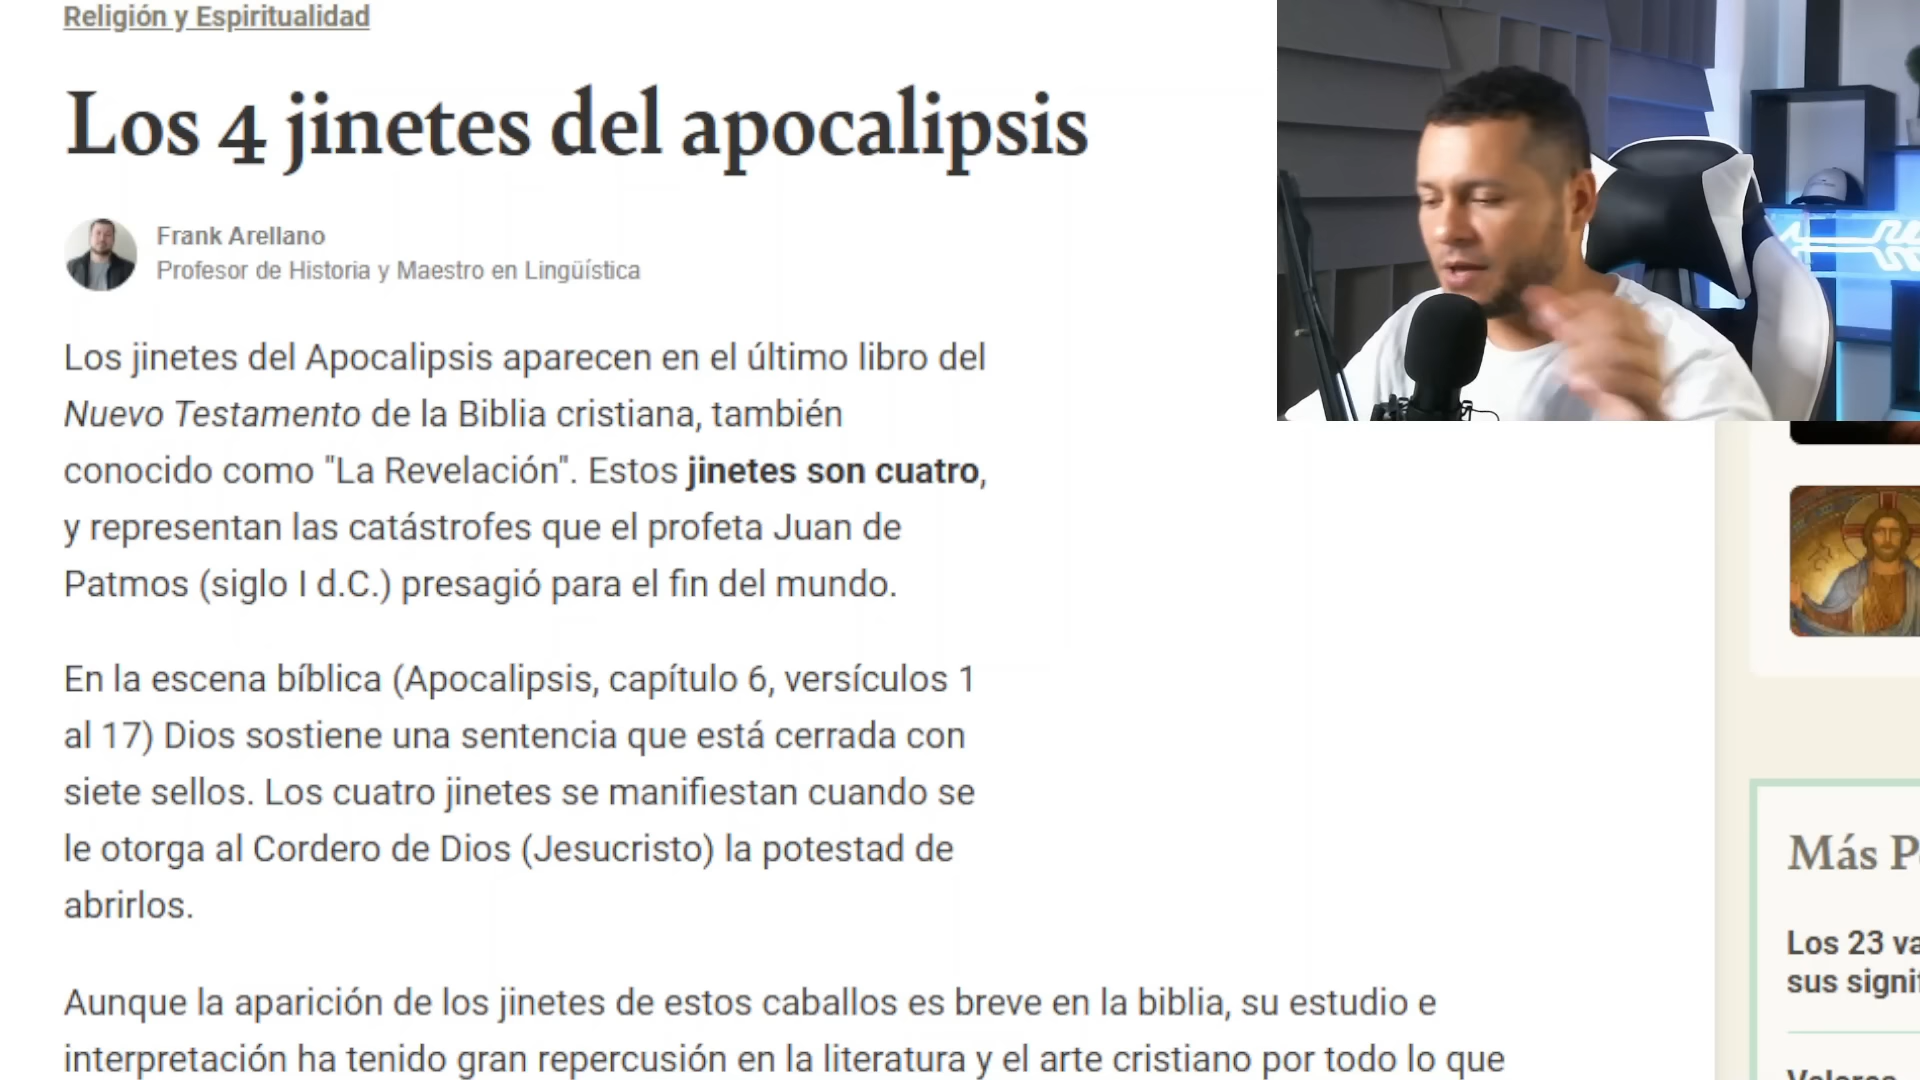 Religión y Espiritualidad
Los 4 jinetes del apocalipsis
Frank Arellano
Profesor de Historia y Maestro en Lingüística
Los jinetes del Apocalipsis aparecen en el último libro del
Nuevo Testamento de la Biblia cristiana, también
conocido como "La Revelación". Estos jinetes son cuatro,
y representan las catástrofes que el profeta Juan de
Patmos (siglo I d.C.) presagió para el fin del mundo.
En la escena bíblica (Apocalipsis, capítulo 6, versículos 1
al 17) Dios sostiene una sentencia que está cerrada con
siete sellos. Los cuatro jinetes se manifiestan cuando se
le otorga al Cordero de Dios (Jesucristo) la potestad de
abrirlos.
Aunque la aparición de los jinetes de estos caballos es breve en la biblia, su estudio e
interpretación ha tenido gran repercusión en la literatura y el arte cristiano por todo lo que
Más
Los 23
sus